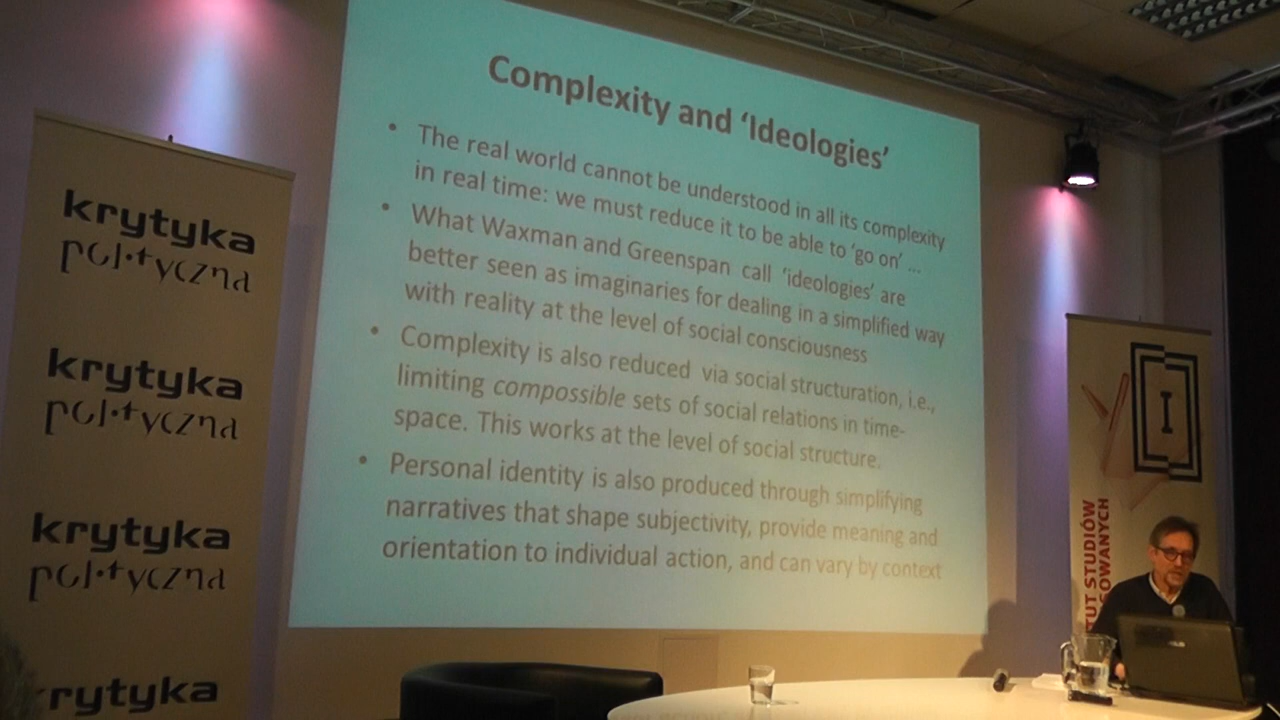 krytyka
polityczna
krytyka
polityczna
krytyka
polityczna
rytyka
Complexity and ‘Ideologies’
• The real world cannot be understood in all its complexity
in real time: we must reduce it to be able to ‘go on’ ...
• What Waxman and Greenspan call ‘ideologies’ are
better seen as imaginaries for dealing in a simplified way
with reality at the level of social consciousness
• Complexity is also reduced via social structuration, i.e.,
limiting compossible sets of social relations in time-
space. This works at the level of social structure.
• Personal identity is also produced through simplifying
narratives that shape subjectivity, provide meaning and
orientation to individual action, and can vary by context
I
TUT STUDIÓW
SOWANYCH